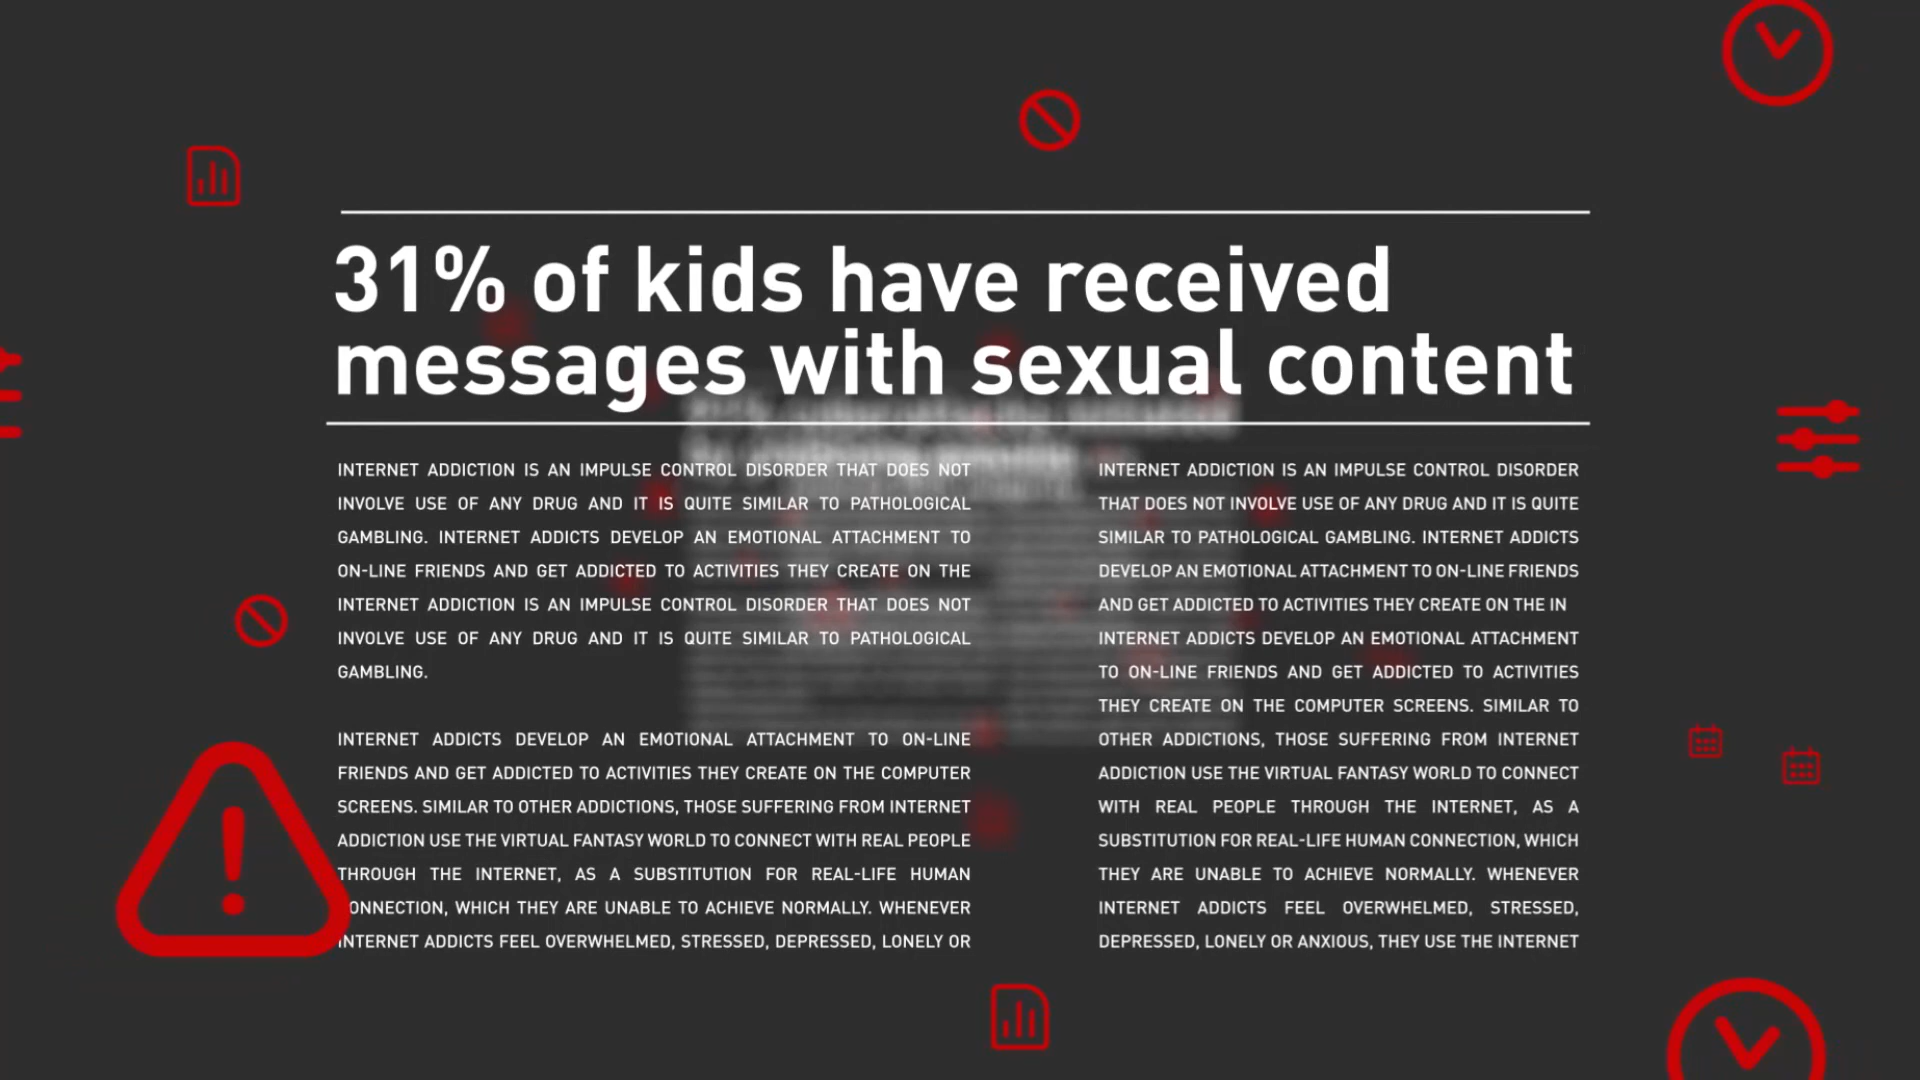 31% of kids have received
messages with sexual content
INTERNET ADDICTION IS AN IMPULSE CONTROL DISORDER THAT DOES NOT
INVOLVE USE OF ANY DRUG AND IT IS QUITE SIMILAR TO PATHOLOGICAL
GAMBLING. INTERNET ADDICTS DEVELOP AN EMOTIONAL ATTACHMENT TO
ON-LINE FRIENDS AND GET ADDICTED TO ACTIVITIES THEY CREATE ON THE
INTERNET ADDICTION IS AN IMPULSE CONTROL DISORDER THAT DOES NOT
INVOLVE USE OF ANY DRUG AND IT IS QUITE SIMILAR TO PATHOLOGICAL
GAMBLING.
INTERNET ADDICTS DEVELOP AN EMOTIONAL ATTACHMENT TO ON-LINE
FRIENDS AND GET ADDICTED TO ACTIVITIES THEY CREATE ON THE COMPUTER
SCREENS. SIMILAR TO OTHER ADDICTIONS, THOSE SUFFERING FROM INTERNET
ADDICTION USE THE VIRTUAL FANTASY WORLD TO CONNECT WITH REAL PEOPLE
THROUGH THE INTERNET, AS A SUBSTITUTION FOR REAL-LIFE HUMAN
CONNECTION, WHICH THEY ARE UNABLE TO ACHIEVE NORMALLY. WHENEVER
INTERNET ADDICTS FEEL OVERWHELMED, STRESSED, DEPRESSED, LONELY OR
INTERNET ADDICTION IS AN IMPULSE CONTROL DISORDER
THAT DOES NOT INVOLVE USE OF ANY DRUG AND IT IS QUITE
SIMILAR TO PATHOLOGICAL GAMBLING. INTERNET ADDICTS
DEVELOP AN EMOTIONAL ATTACHMENT TO ON-LINE FRIENDS
AND GET ADDICTED TO ACTIVITIES THEY CREATE ON THE IN
INTERNET ADDICTS DEVELOP AN EMOTIONAL ATTACHMENT
TO ON-LINE FRIENDS AND GET ADDICTED TO ACTIVITIES
THEY CREATE ON THE COMPUTER SCREENS. SIMILAR TO
OTHER ADDICTIONS, THOSE SUFFERING FROM INTERNET
ADDICTION USE THE VIRTUAL FANTASY WORLD TO CONNECT
WITH REAL PEOPLE THROUGH THE INTERNET, AS A
SUBSTITUTION FOR REAL-LIFE HUMAN CONNECTION, WHICH
THEY ARE UNABLE TO ACHIEVE NORMALLY. WHENEVER
INTERNET ADDICTS FEEL OVERWHELMED, STRESSED,
DEPRESSED, LONELY OR ANXIOUS, THEY USE THE INTERNET